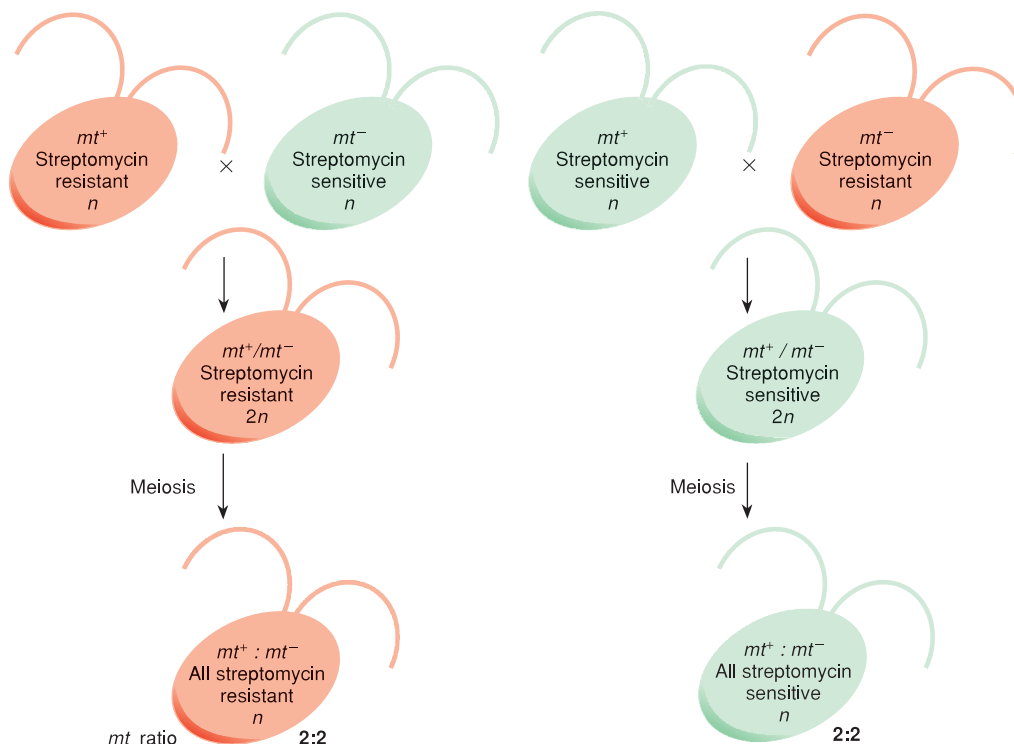 mt⁺
Streptomycin
resistant
n
×
mt⁻
Streptomycin
sensitive
n
mt⁺
Streptomycin
sensitive
n
×
mt⁻
Streptomycin
resistant
n
mt⁺/mt⁻
Streptomycin
resistant
2n
mt⁺ / mt⁻
Streptomycin
sensitive
2n
Meiosis
Meiosis
mt⁺ : mt⁻
All streptomycin
resistant
n
mt⁺ : mt⁻
All streptomycin
sensitive
n
mt ratio
2:2
2:2